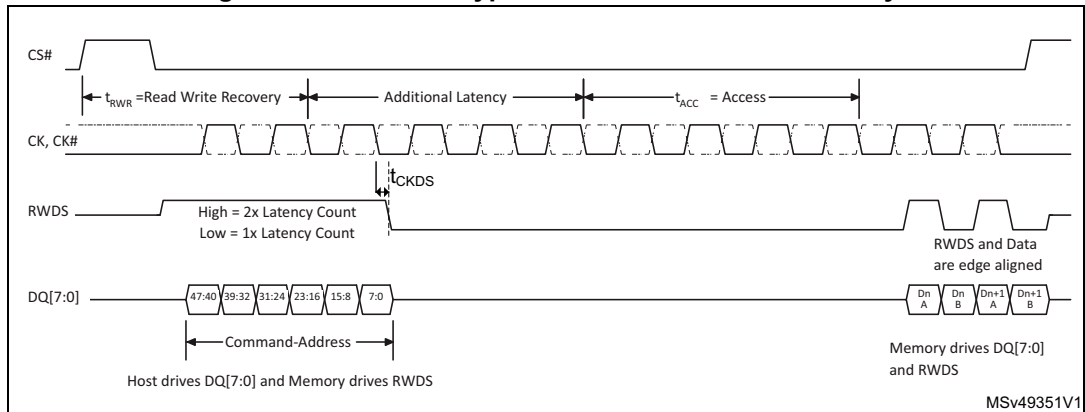 CS#
t_RWR =Read Write Recovery
Additional Latency
t_ACC = Access
CK, CK#
t_CKDS
RWDS
High = 2x Latency Count
Low = 1x Latency Count
RWDS and Data
are edge aligned
DQ[7:0]
47:40 39:32 31:24 23:16 15:8 7:0
Dn A
Dn B
Dn+1 A
Dn+1 B
Command-Address
Memory drives DQ[7:0]
and RWDS
Host drives DQ[7:0] and Memory drives RWDS
MSv49351V1